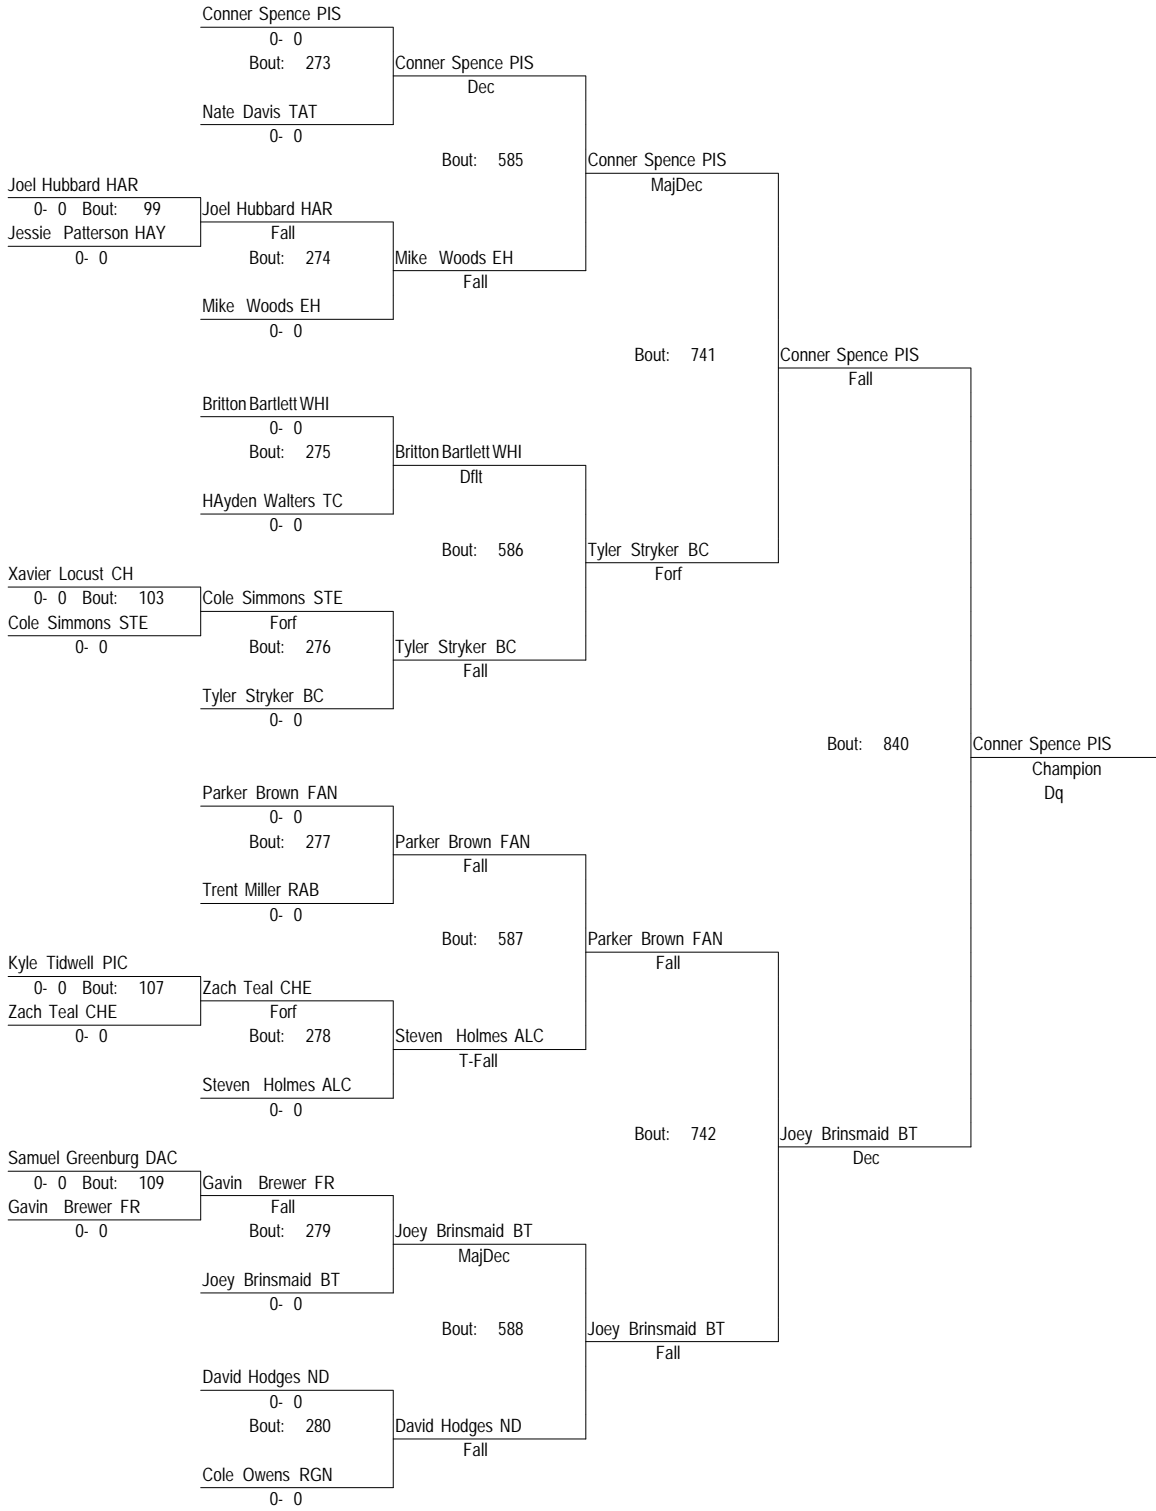 Conner Spence PIS
0- 0
Bout: 273
Conner Spence PIS
Dec
Nate Davis TAT
0- 0
Bout: 585
Conner Spence PIS
MajDec
Joel Hubbard HAR
0- 0 Bout: 99
Joel Hubbard HAR
Jessie Patterson HAY
Fall
0- 0
Bout: 274
Mike Woods EH
Fall
Mike Woods EH
0- 0
Bout: 741
Conner Spence PIS
Fall
Britton Bartlett WHI
0- 0
Bout: 275
Britton Bartlett WHI
Dflt
HAyden Walters TC
0- 0
Bout: 586
Tyler Stryker BC
Forf
Xavier Locust CH
0- 0 Bout: 103
Cole Simmons STE
Cole Simmons STE
Forf
0- 0
Bout: 276
Tyler Stryker BC
Fall
Tyler Stryker BC
0- 0
Bout: 840
Conner Spence PIS
Champion
Dq
Parker Brown FAN
0- 0
Bout: 277
Parker Brown FAN
Fall
Trent Miller RAB
0- 0
Bout: 587
Parker Brown FAN
Fall
Kyle Tidwell PIC
0- 0 Bout: 107
Zach Teal CHE
Zach Teal CHE
Forf
0- 0
Bout: 278
Steven Holmes ALC
T-Fall
Steven Holmes ALC
0- 0
Bout: 742
Joey Brinsmaid BT
Dec
Samuel Greenburg DAC
0- 0 Bout: 109
Gavin Brewer FR
Gavin Brewer FR
Fall
0- 0
Bout: 279
Joey Brinsmaid BT
MajDec
Joey Brinsmaid BT
0- 0
Bout: 588
Joey Brinsmaid BT
Fall
David Hodges ND
0- 0
Bout: 280
David Hodges ND
Fall
Cole Owens RGN
0- 0